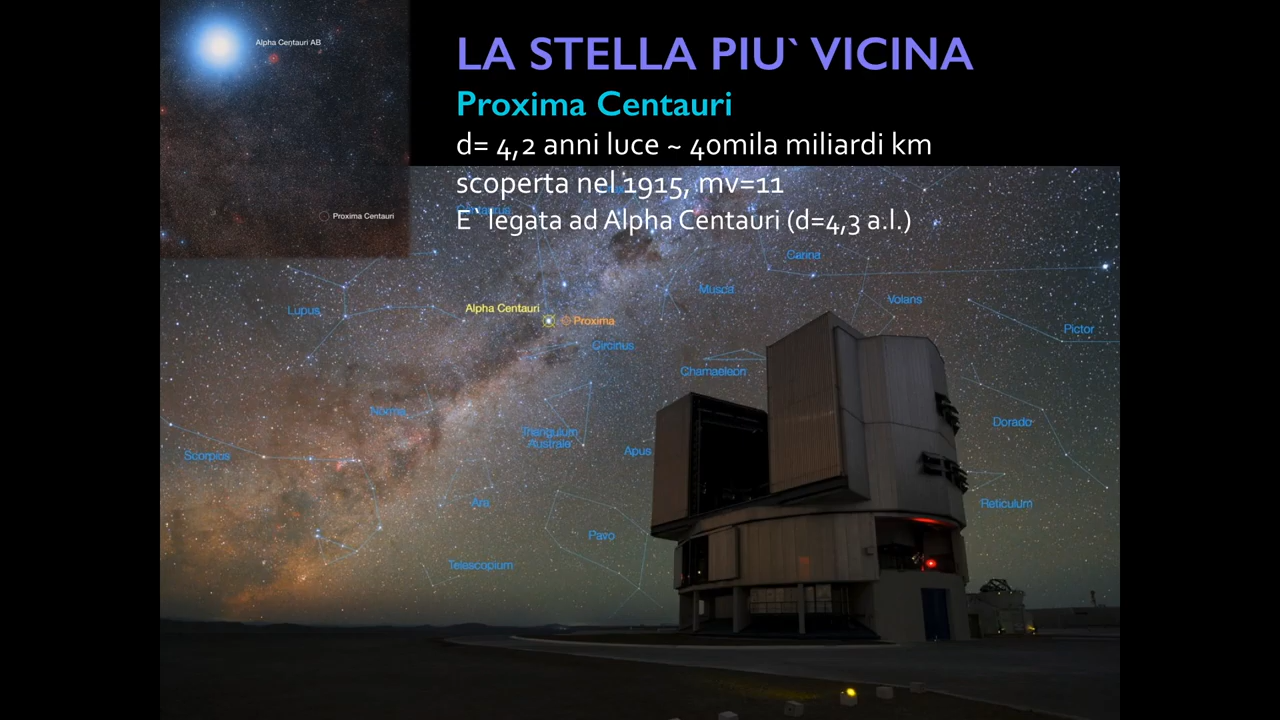 Alpha Centauri AB
Proxima Centauri
LA STELLA PIU` VICINA
Proxima Centauri
d= 4,2 anni luce ~ 40mila miliardi km
scoperta nel 1915, mv=11
E` legata ad Alpha Centauri (d=4,3 a.l.)
Centaurus
Carina
Musca
Volans
Lupus
Alpha Centauri
Proxima
Pictor
Circinus
Chamaeleon
Norma
Dorado
Triangulum
Australe
Apus
Scorpius
Ara
Reticulum
Pavo
Telescopium